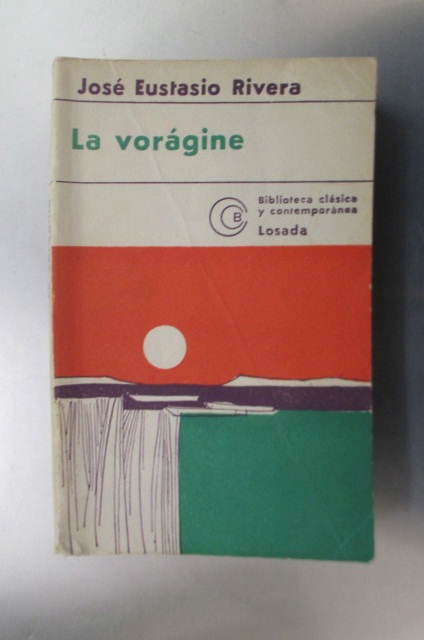 José Eustasio Rivera
La vorágine
B
Biblioteca clásica
y contemporánea
Losada